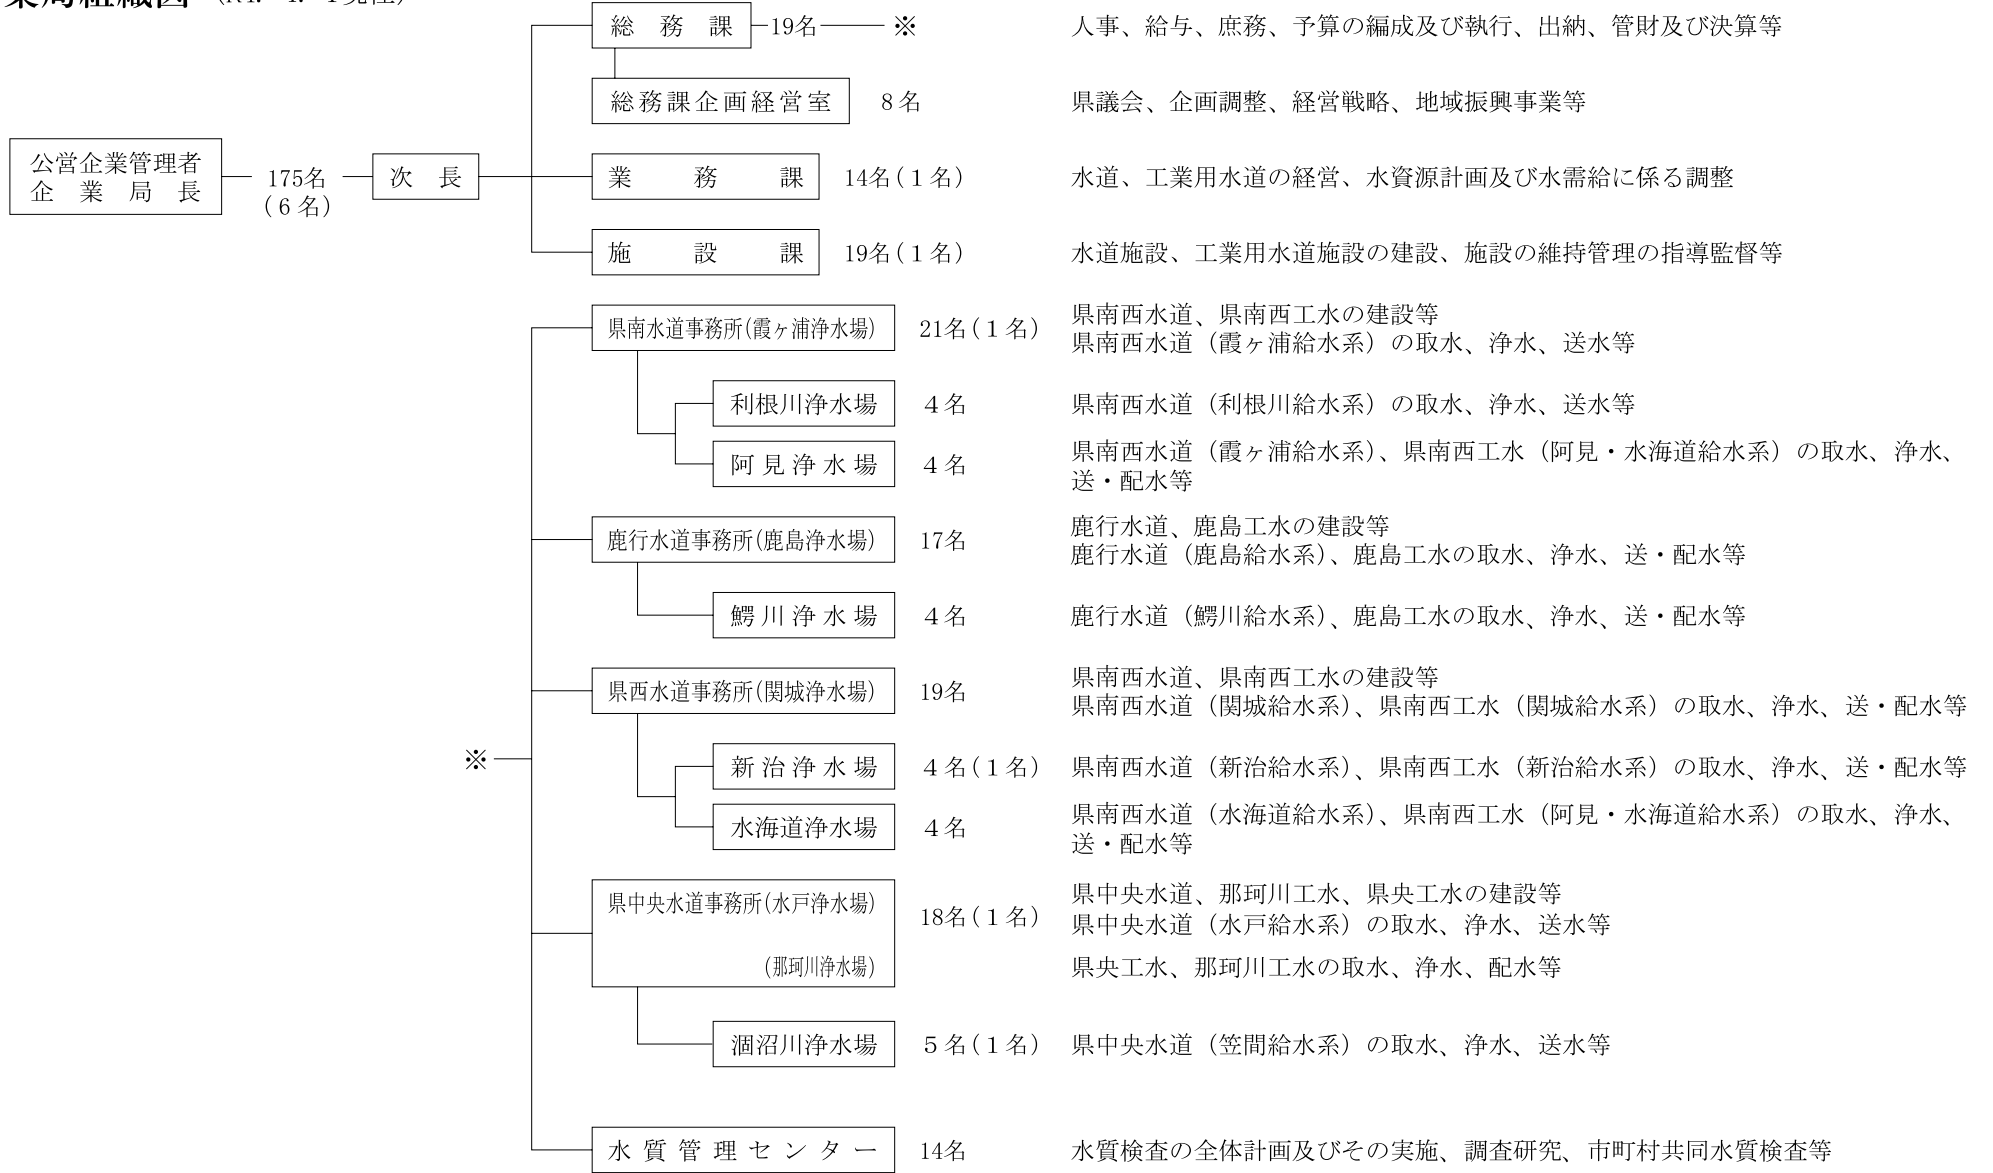 業局組織図 (R4. 4. 1現在)
総務課 19名 ※ 人事、給与、庶務、予算の編成及び執行、出納、管財及び決算等
総務課企画経営室 8名 県議会、企画調整、経営戦略、地域振興事業等
公営企業管理者
企業局長
175名
(6名)
次長
業務課 14名(1名) 水道、工業用水道の経営、水資源計画及び水需給に係る調整
施設課 19名(1名) 水道施設、工業用水道施設の建設、施設の維持管理の指導監督等
県南水道事務所(霞ヶ浦浄水場) 21名(1名) 県南西水道、県南西工水の建設等
県南西水道(霞ヶ浦給水系)の取水、浄水、送水等
利根川浄水場 4名 県南西水道(利根川給水系)の取水、浄水、送水等
阿見浄水場 4名 県南西水道(霞ヶ浦給水系)、県南西工水(阿見・水海道給水系)の取水、浄水、
送・配水等
鹿行水道事務所(鹿島浄水場) 17名 鹿行水道、鹿島工水の建設等
鹿行水道(鹿島給水系)、鹿島工水の取水、浄水、送・配水等
鰐川浄水場 4名 鹿行水道(鰐川給水系)、鹿島工水の取水、浄水、送・配水等
県西水道事務所(関城浄水場) 19名 県南西水道、県南西工水の建設等
県南西水道(関城給水系)、県南西工水(関城給水系)の取水、浄水、送・配水等
※
新治浄水場 4名(1名) 県南西水道(新治給水系)、県南西工水(新治給水系)の取水、浄水、送・配水等
水海道浄水場 4名 県南西水道(水海道給水系)、県南西工水(阿見・水海道給水系)の取水、浄水、
送・配水等
県中央水道事務所(水戸浄水場) 18名(1名) 県中央水道、那珂川工水、県央工水の建設等
県中央水道(水戸給水系)の取水、浄水、送水等
(那珂川浄水場) 県央工水、那珂川工水の取水、浄水、配水等
涸沼川浄水場 5名(1名) 県中央水道(笠間給水系)の取水、浄水、送水等
水質管理センター 14名 水質検査の全体計画及びその実施、調査研究、市町村共同水質検査等